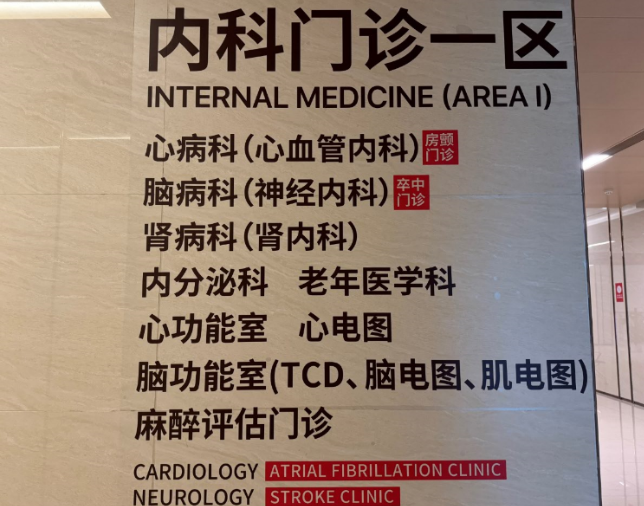 内科门诊一区
INTERNAL MEDICINE (AREA I)
心病科(心血管内科) 房颤门诊
脑病科(神经内科) 卒中门诊
肾病科(肾内科)
内分泌科 老年医学科
心功能室 心电图
脑功能室(TCD、脑电图、肌电图)
麻醉评估门诊
CARDIOLOGY ATRIAL FIBRILLATION CLINIC
NEUROLOGY STROKE CLINIC